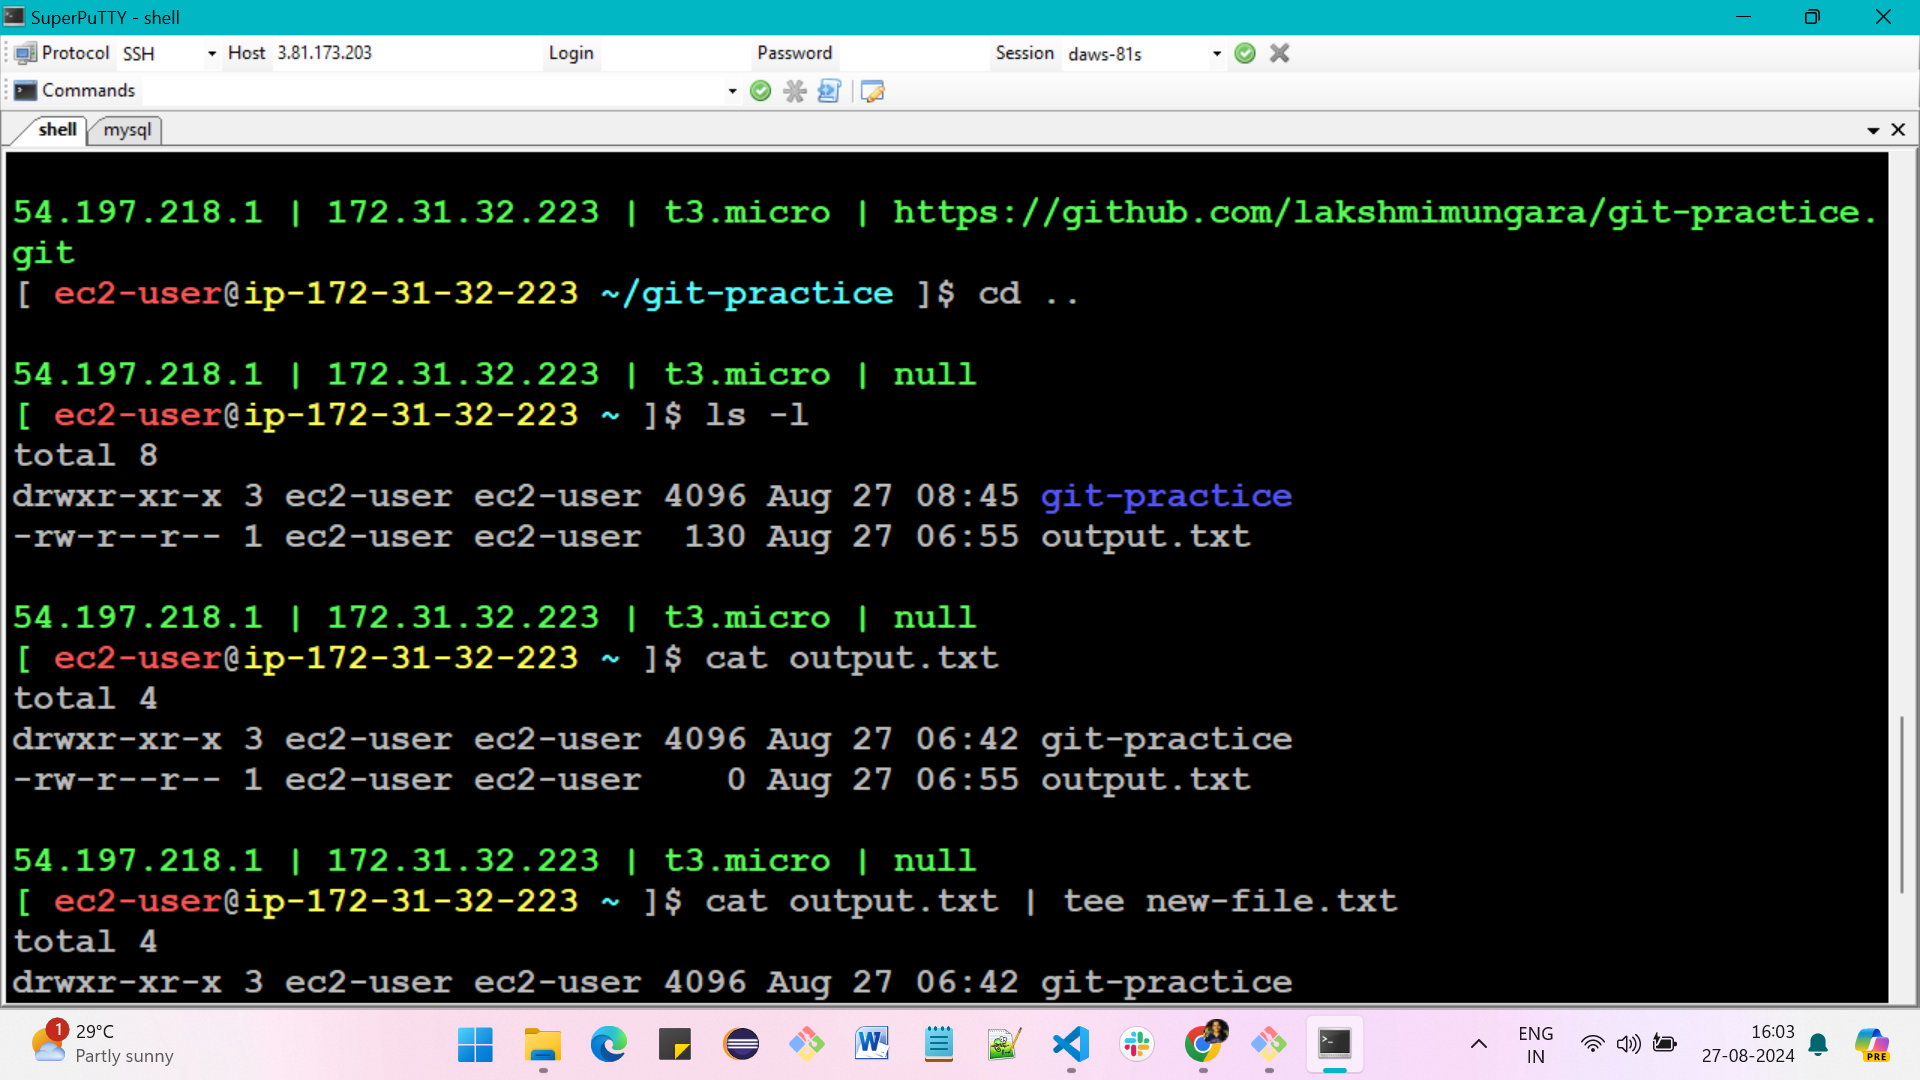 SuperPuTTY - shell
Protocol SSH Host 3.81.173.203 Login Password Session daws-81s
Commands
shell mysql
54.197.218.1 | 172.31.32.223 | t3.micro | https://github.com/lakshmimungara/git-practice.
git
[ ec2-user@ip-172-31-32-223 ~/git-practice ]$ cd ..
54.197.218.1 | 172.31.32.223 | t3.micro | null
[ ec2-user@ip-172-31-32-223 ~ ]$ ls -l
total 8
drwxr-xr-x 3 ec2-user ec2-user 4096 Aug 27 08:45 git-practice
-rw-r--r-- 1 ec2-user ec2-user  130 Aug 27 06:55 output.txt
54.197.218.1 | 172.31.32.223 | t3.micro | null
[ ec2-user@ip-172-31-32-223 ~ ]$ cat output.txt
total 4
drwxr-xr-x 3 ec2-user ec2-user 4096 Aug 27 06:42 git-practice
-rw-r--r-- 1 ec2-user ec2-user    0 Aug 27 06:55 output.txt
54.197.218.1 | 172.31.32.223 | t3.micro | null
[ ec2-user@ip-172-31-32-223 ~ ]$ cat output.txt | tee new-file.txt
total 4
drwxr-xr-x 3 ec2-user ec2-user 4096 Aug 27 06:42 git-practice
1 29°C
Partly sunny
ENG
IN
16:03
27-08-2024
PRE